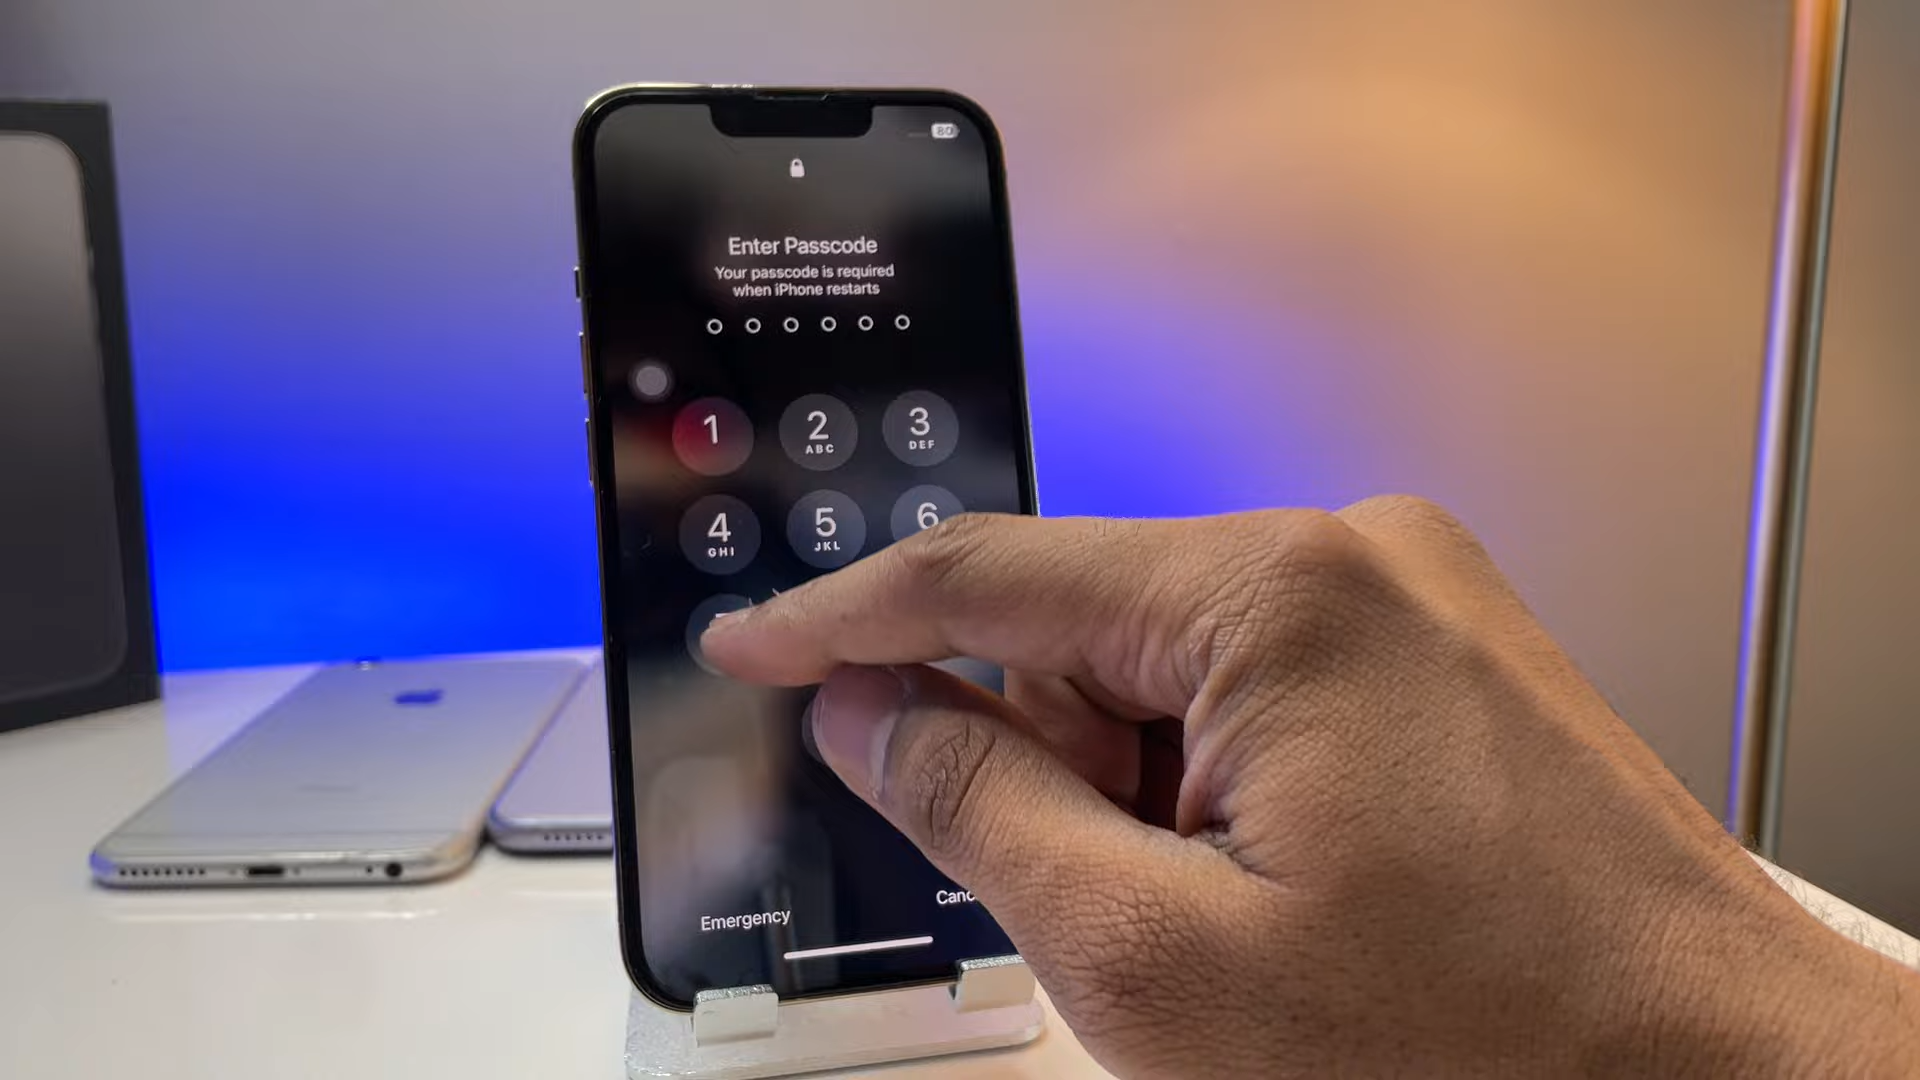 80
Enter Passcode
Your passcode is required
when iPhone restarts
1
2
ABC
3
DEF
4
GHI
5
JKL
6
Emergency